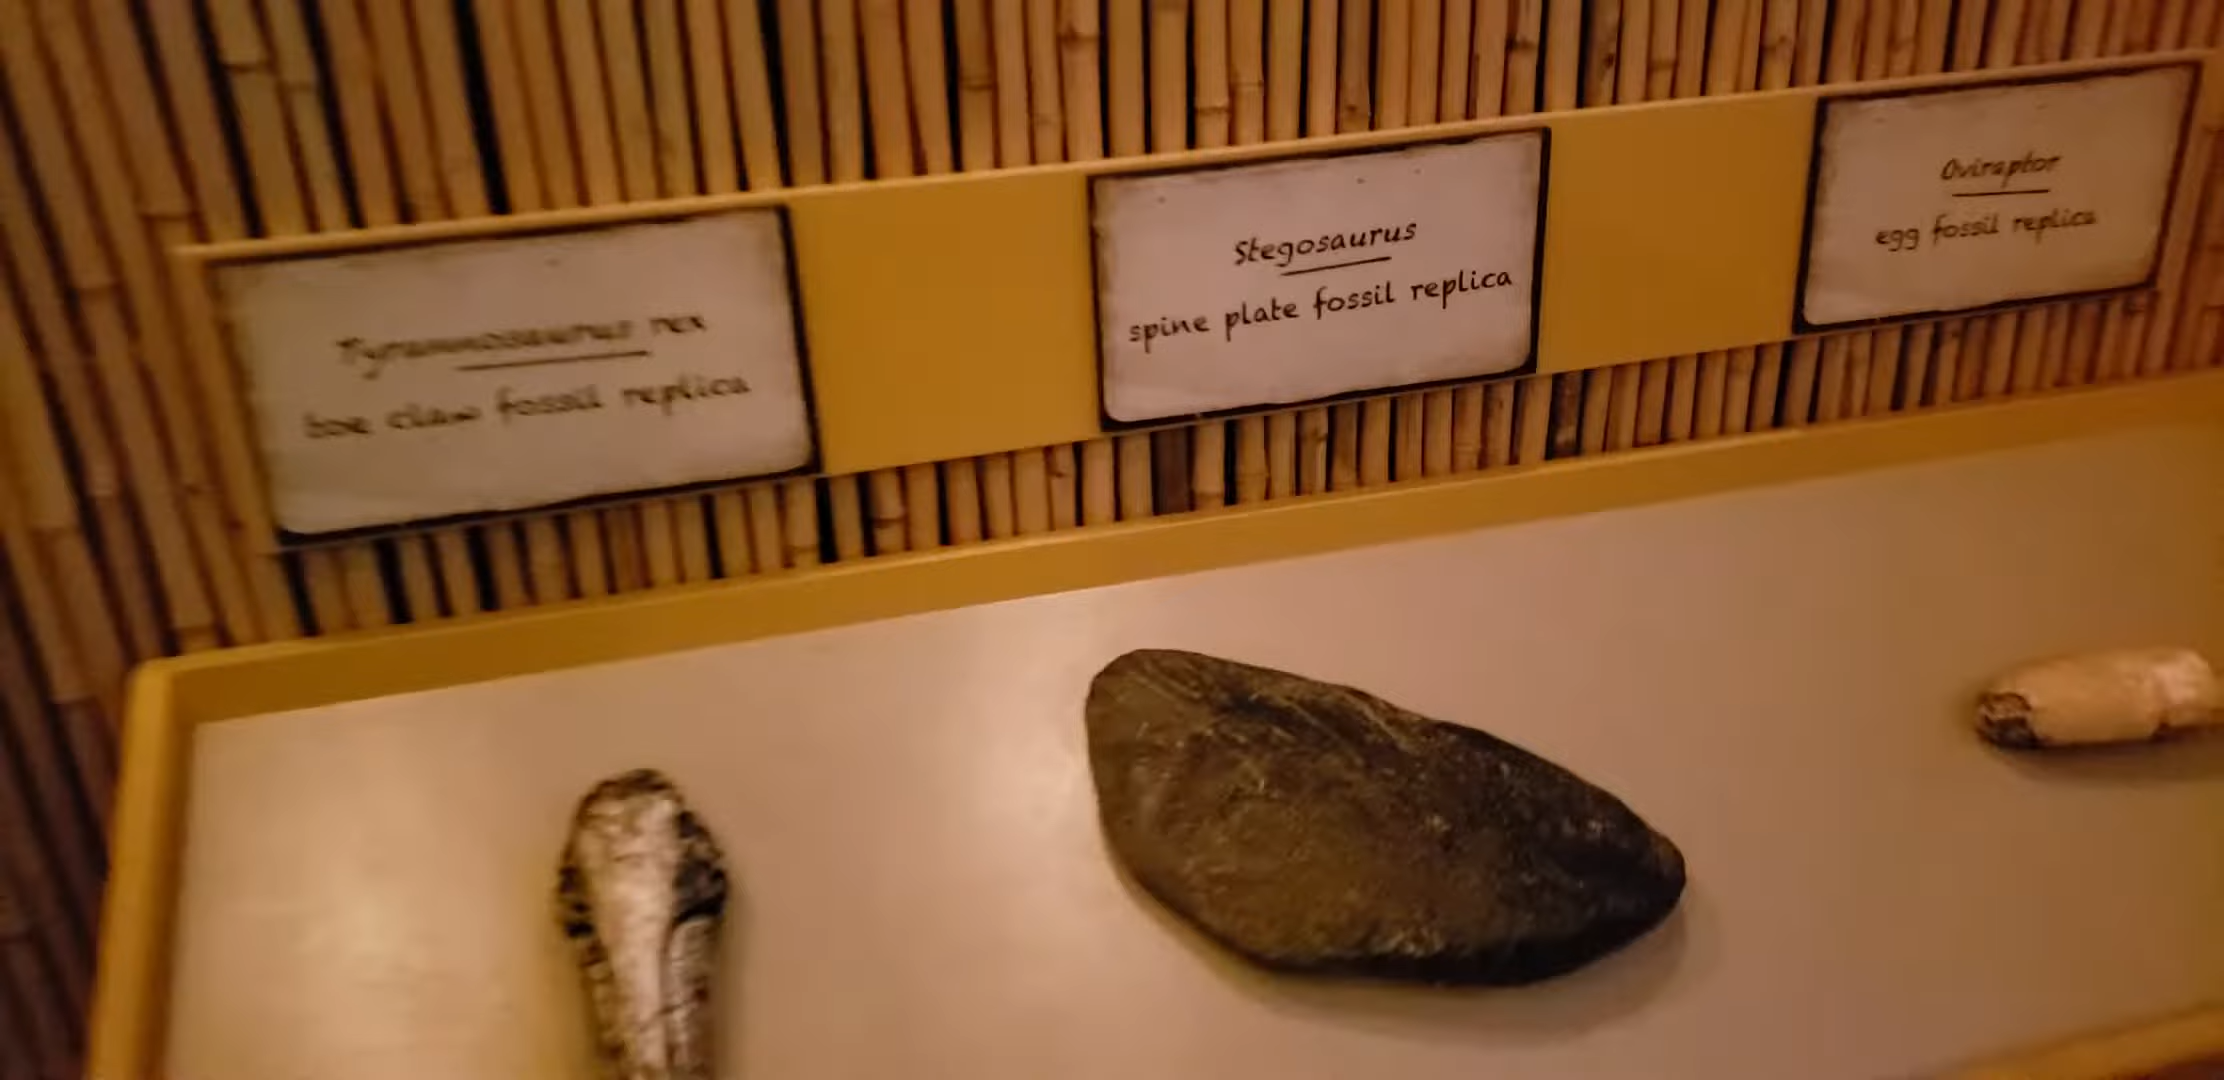 Tyrannosaurus rex
toe claw fossil replica
Stegosaurus
spine plate fossil replica
Oviraptor
egg fossil replica